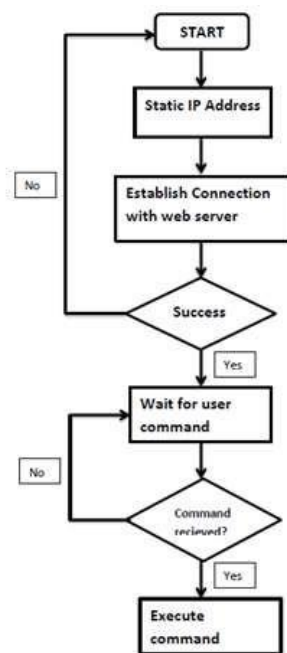 START
Static IP Address
No
Establish Connection
with web server
Success
Yes
Wait for user
command
No
Command
recieved?
Yes
Execute
command